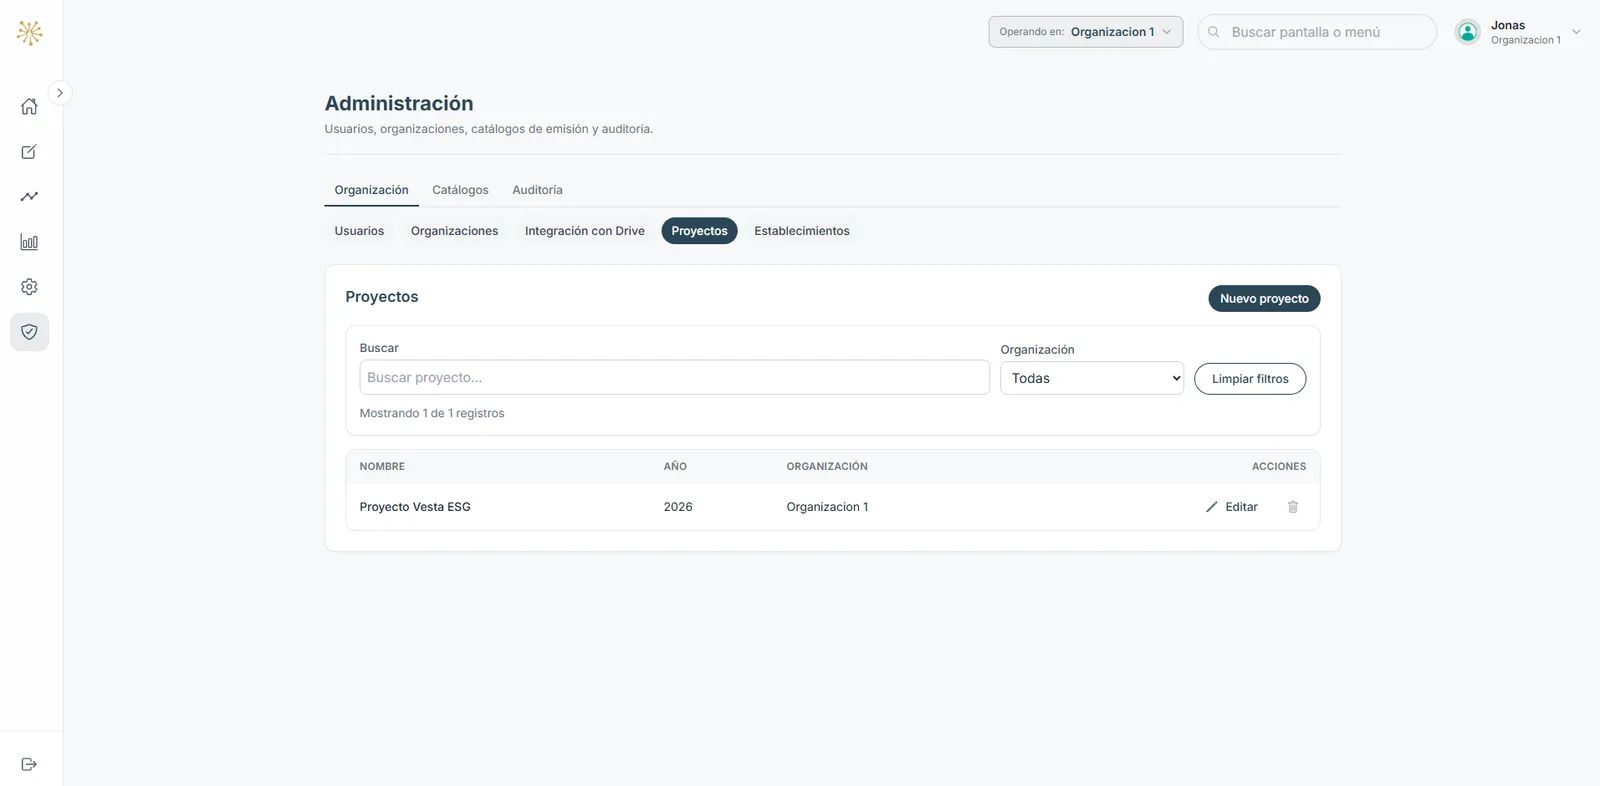 Operando en: Organizacion 1
Buscar pantalla o menú
Jonas
Organizacion 1
Administración
Usuarios, organizaciones, catálogos de emisión y auditoría.
Organización Catálogos Auditoría
Usuarios Organizaciones Integración con Drive Proyectos Establecimientos
Proyectos
Nuevo proyecto
Buscar
Organización
Buscar proyecto...
Todas
Limpiar filtros
Mostrando 1 de 1 registros
NOMBRE AÑO ORGANIZACIÓN ACCIONES
Proyecto Vesta ESG 2026 Organizacion 1 Editar